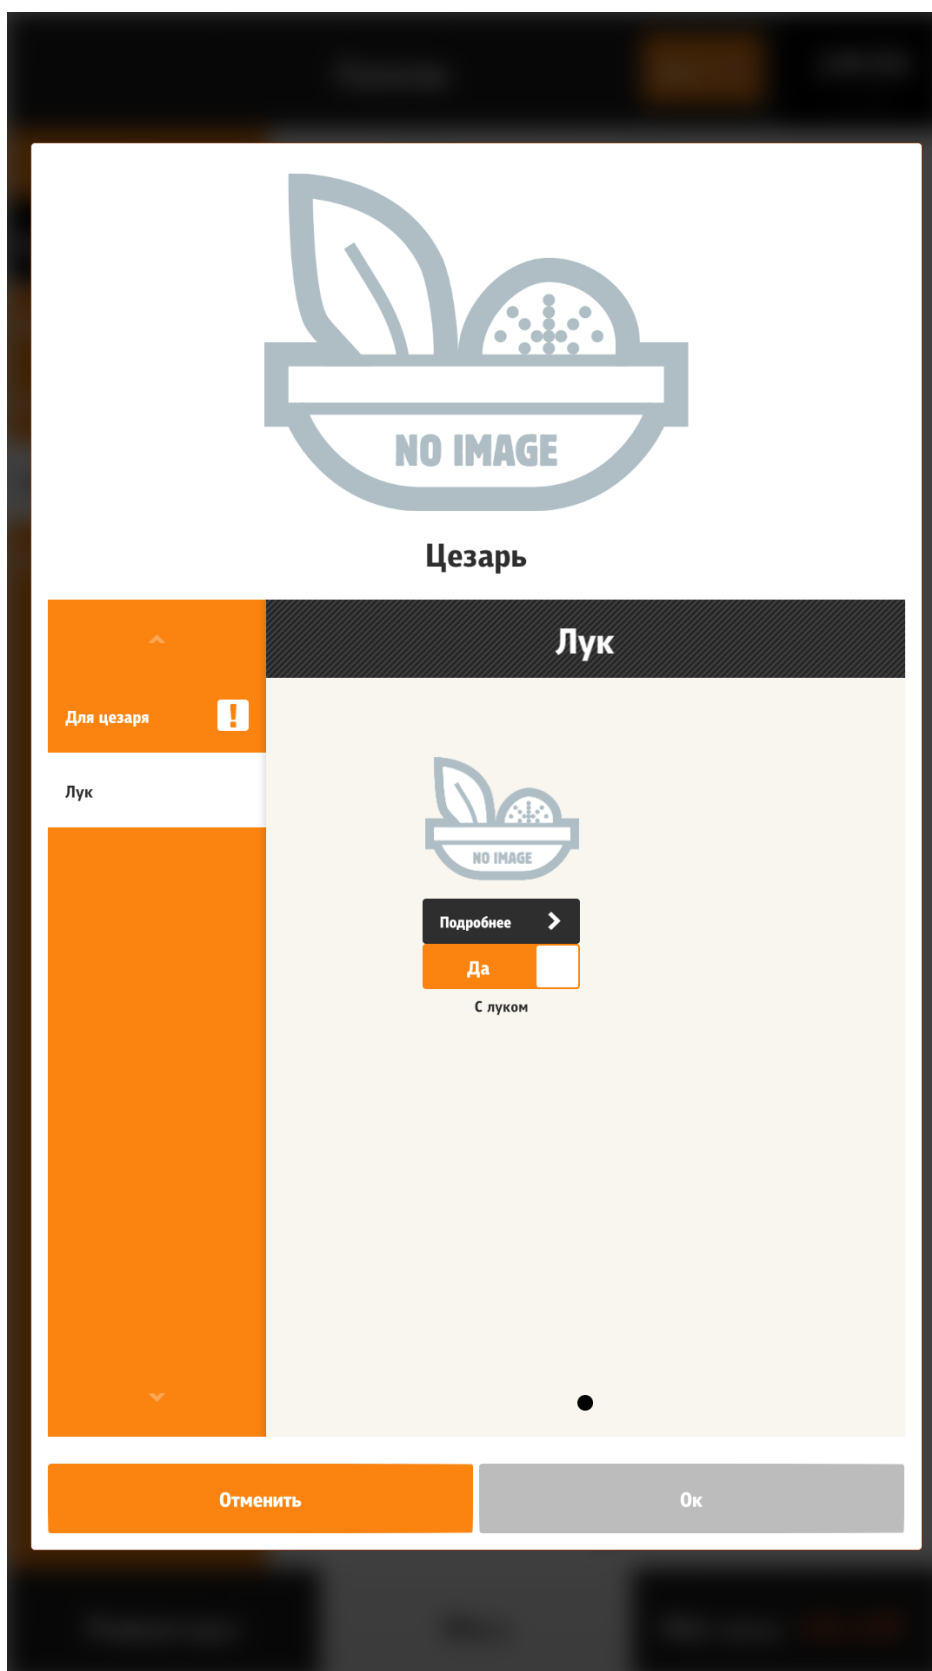 NO IMAGE
Цезарь
Лук
Для цезаря
Лук
NO IMAGE
Подробнее
Да
С луком
Отменить
Ок